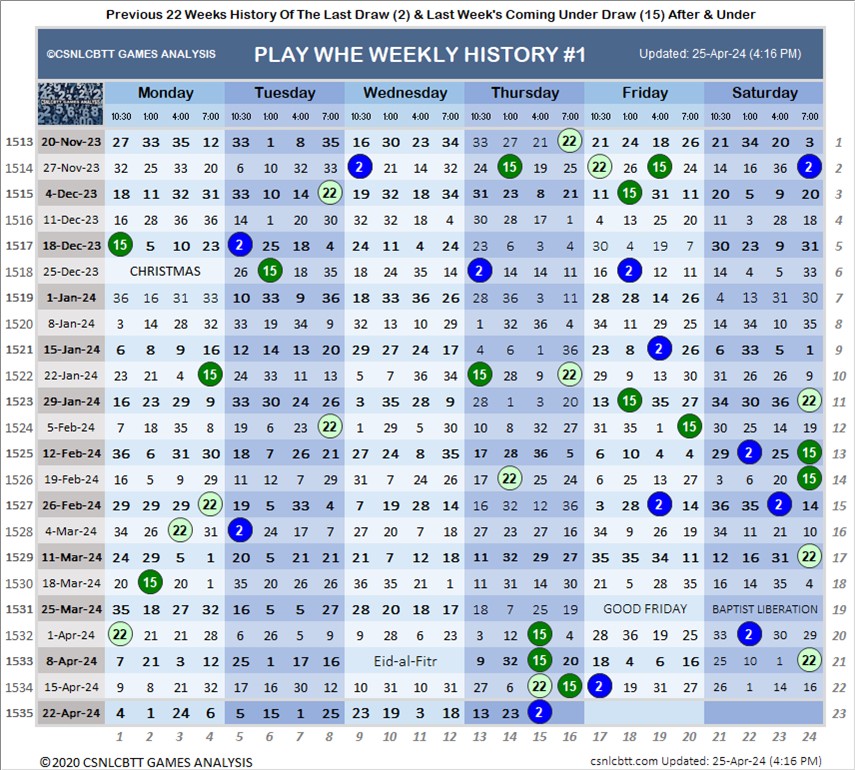 Previous 22 Weeks History Of The Last Draw (2) & Last Week's Coming Under Draw (15) After & Under
©CSNLCBTT GAMES ANALYSIS PLAY WHE WEEKLY HISTORY #1 Updated: 25-Apr-24 (4:16 PM)
Monday Tuesday Wednesday Thursday Friday Saturday
CSNLCBTT GAMES ANALYSIS 10:30 1:00 4:00 7:00 10:30 1:00 4:00 7:00 10:30 1:00 4:00 7:00 10:30 1:00 4:00 7:00 10:30 1:00 4:00 7:00 10:30 1:00 4:00 7:00
1513 20-Nov-23 27 33 35 12 33 1 8 35 16 30 23 34 33 27 21 22 21 24 18 26 21 34 20 3 1
1514 27-Nov-23 32 25 33 20 1 10 32 33 2 21 14 32 24 15 19 25 22 26 15 24 14 16 36 2 2
1515 4-Dec-23 18 11 32 31 33 10 14 22 19 32 18 34 31 23 8 21 11 15 31 11 20 5 9 20 3
1516 11-Dec-23 16 28 36 36 14 1 20 30 32 32 18 4 30 28 17 1 4 13 25 20 11 3 28 18 4
1517 18-Dec-23 15 5 10 23 2 25 18 4 24 11 4 24 23 6 3 4 30 4 19 7 30 23 9 31 5
1518 25-Dec-23 CHRISTMAS 26 15 18 35 18 24 35 14 2 14 14 11 16 2 12 11 14 4 5 33 6
1519 1-Jan-24 36 16 31 33 10 33 9 36 18 33 36 26 28 36 3 11 28 28 14 26 4 13 31 30 7
1520 8-Jan-24 3 14 28 32 33 19 34 9 32 13 10 29 1 32 36 4 34 11 29 25 14 34 10 35 8
1521 15-Jan-24 6 8 9 16 12 14 13 20 29 27 24 17 4 6 1 36 23 8 2 26 6 33 5 1 9
1522 22-Jan-24 23 21 4 15 24 33 11 13 5 7 36 34 15 28 9 22 29 9 13 30 31 26 26 9 10
1523 29-Jan-24 16 23 29 9 33 30 24 26 3 35 28 9 28 1 3 20 13 15 35 27 34 30 36 22 11
1524 5-Feb-24 7 18 35 8 19 6 23 22 1 29 5 30 10 8 32 27 31 35 1 15 30 25 14 19 12
1525 12-Feb-24 36 6 31 30 18 7 26 21 27 24 8 35 17 28 36 5 6 10 4 4 29 2 25 15 13
1526 19-Feb-24 16 5 9 29 11 12 7 29 31 7 24 26 17 22 25 24 6 25 13 27 3 6 20 15 14
1527 26-Feb-24 29 29 29 22 19 5 33 4 7 19 28 14 16 32 12 36 3 28 2 14 36 35 2 14 15
1528 4-Mar-24 34 26 22 31 2 24 17 7 27 20 7 18 27 23 27 16 33 28 19 26 34 9 21 10 16
1529 11-Mar-24 24 29 5 1 20 5 21 21 21 7 12 18 11 32 29 27 35 35 34 11 12 16 31 22 17
1530 18-Mar-24 20 15 20 1 35 20 26 26 36 35 21 1 11 31 14 30 21 5 28 35 16 14 35 4 18
1531 25-Mar-24 35 18 27 32 16 5 5 27 28 20 18 17 18 7 25 19 GOOD FRIDAY BAPTIST LIBERATION 19
1532 1-Apr-24 22 21 21 28 6 26 5 9 9 28 6 23 3 12 15 4 28 36 19 25 33 2 30 29 20
1533 8-Apr-24 7 21 3 12 25 1 17 16 Eid-al-Fitr 9 32 15 20 18 4 6 16 25 10 1 22 21
1534 15-Apr-24 9 8 21 32 17 16 30 12 10 31 10 31 27 6 22 15 2 19 31 27 26 1 14 16 22
1535 22-Apr-24 4 1 24 6 5 15 1 25 23 19 3 18 13 23 2 23
1 2 3 4 5 6 7 8 9 10 11 12 13 14 15 16 17 18 19 20 21 22 23 24
©2020 CSNLCBTT GAMES ANALYSIS csnlcbtt.com Updated: 25-Apr-24 (4:16 PM)